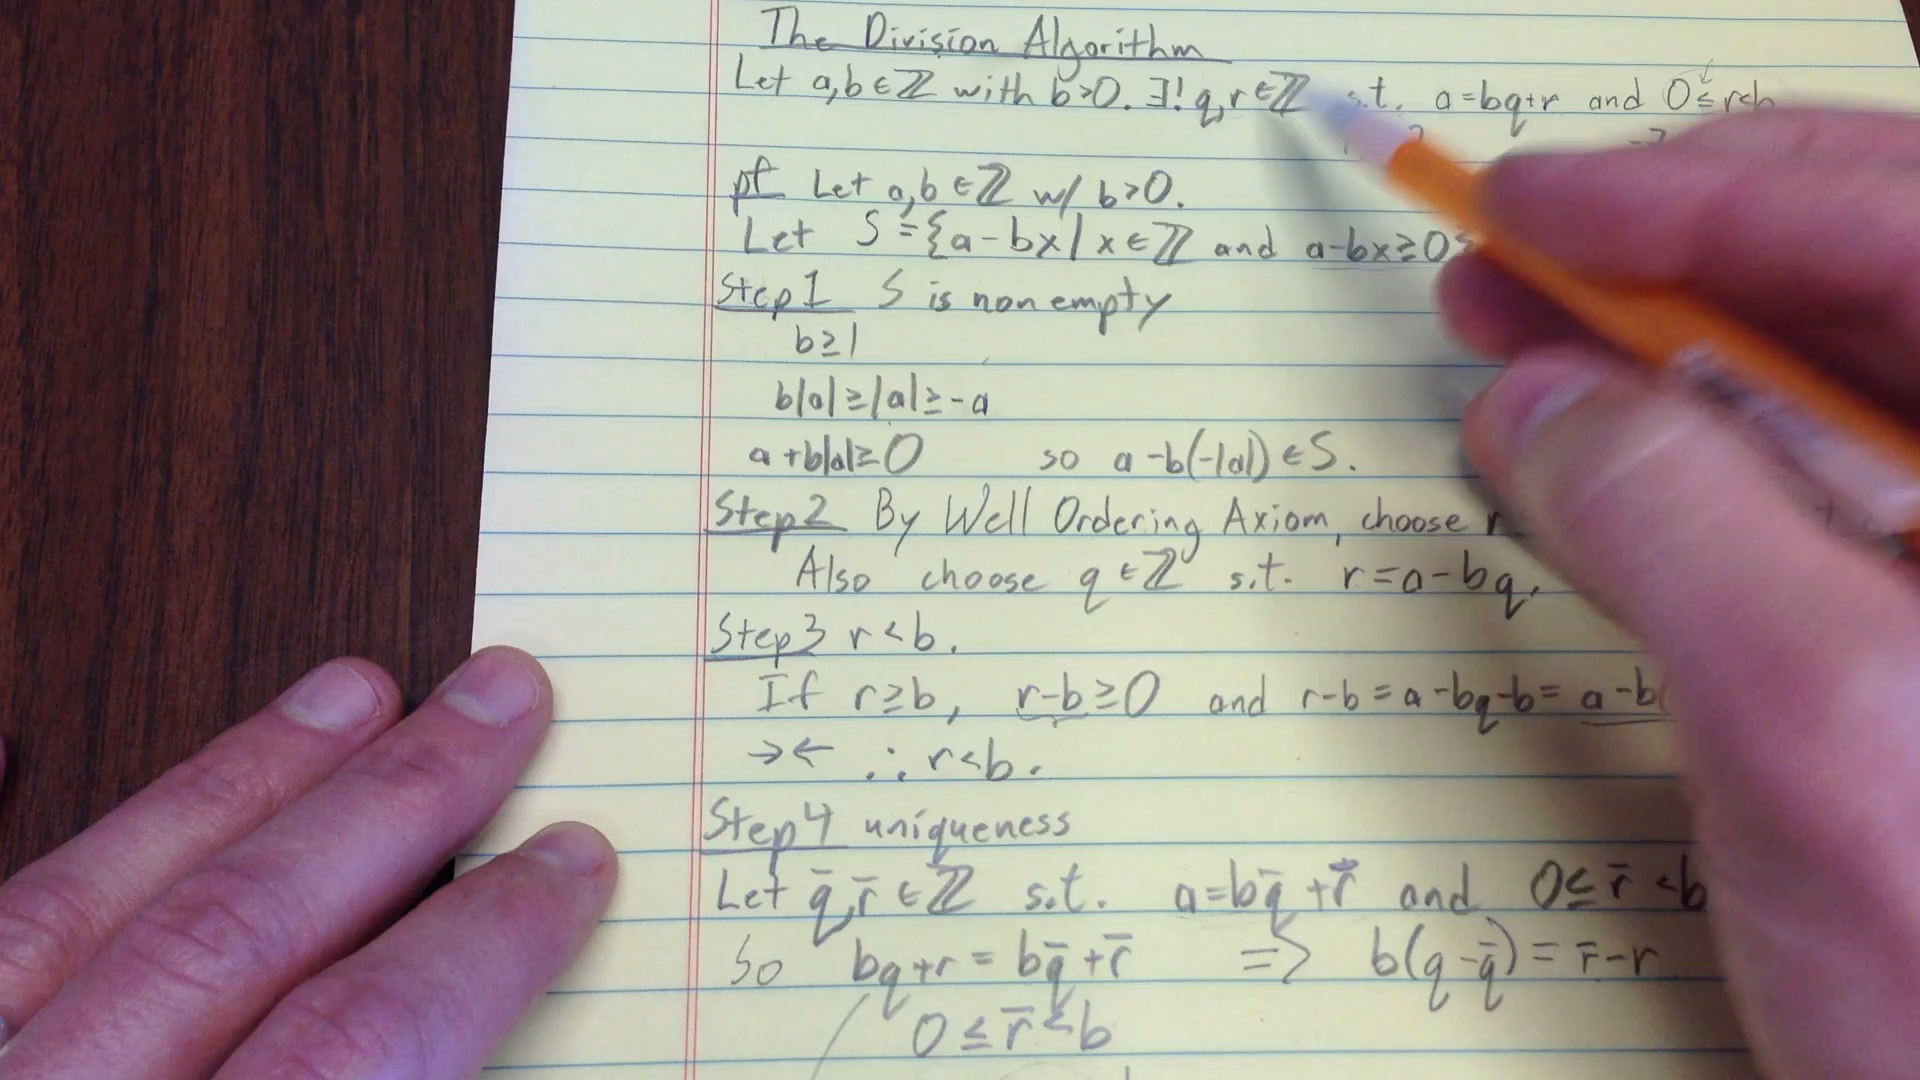 The Division Algorithm
Let a,b ∈ ℤ with b>0. ∃! q,r ∈ ℤ s.t. a=bq+r and 0≤r<b
pf Let a,b ∈ ℤ w/ b>0.
Let S = {a-bx | x ∈ ℤ and a-bx≥0}
Step 1 S is nonempty
b≥1
b|a|≥|a|≥-a
a+b|a|≥0 so a-b(-|a|) ∈ S.
Step 2 By Well Ordering Axiom, choose r
Also choose q ∈ ℤ s.t. r=a-bq.
Step 3 r<b.
If r≥b, r-b≥0 and r-b=a-bq-b=a-b(
→← ∴ r<b.
Step 4 uniqueness
Let q̄,r̄ ∈ ℤ s.t. a=bq̄+r̄ and 0≤r̄<b
So bq+r=bq̄+r̄ => b(q-q̄)=r̄-r
0≤r̄<b